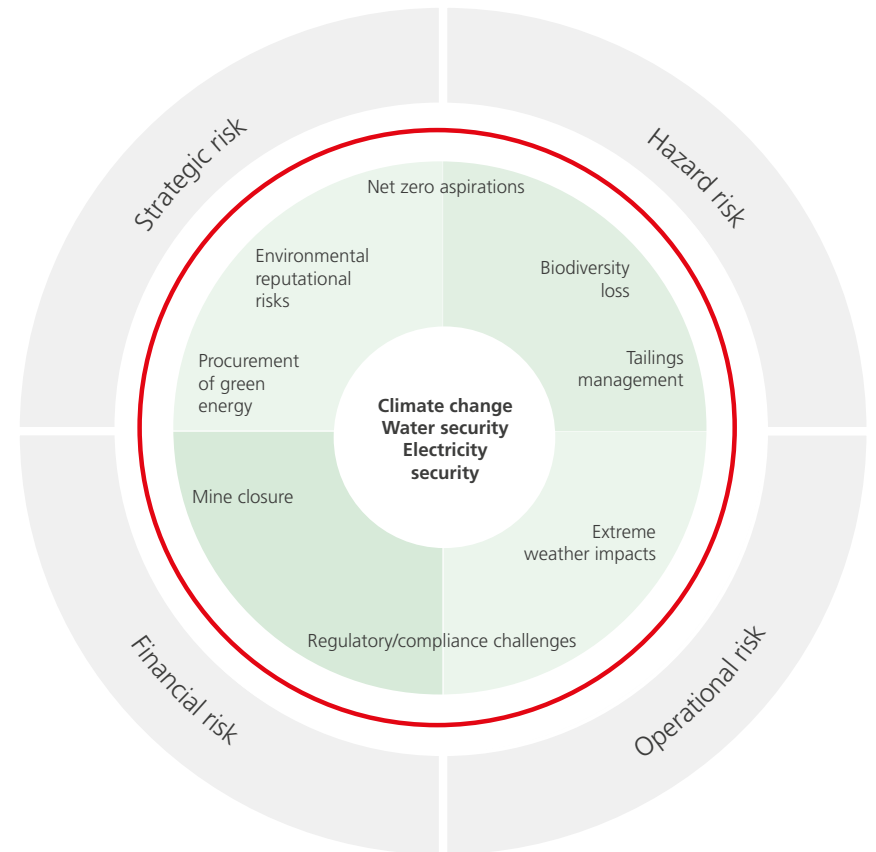 Strategic risk
Hazard risk
Net zero aspirations
Environmental
reputational
risks
Biodiversity
loss
Procurement
of green
energy
Tailings
management
Climate change
Water security
Electricity
security
Mine closure
Extreme
weather impacts
Regulatory/compliance challenges
Financial risk
Operational risk